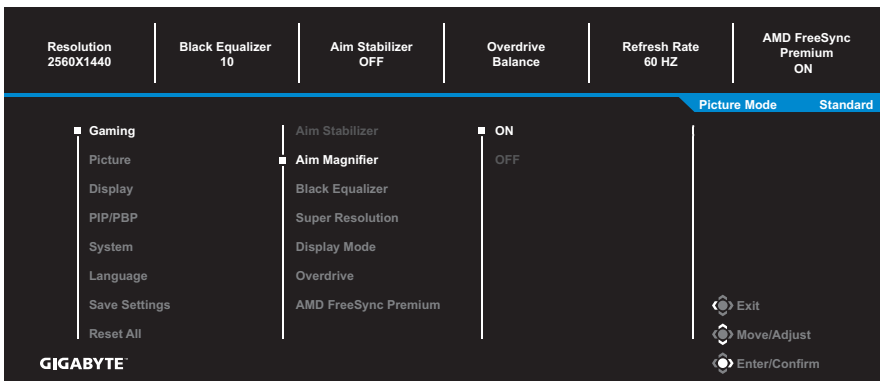 Resolution
2560X1440
Black Equalizer
10
Aim Stabilizer
OFF
Overdrive
Balance
Refresh Rate
60 HZ
AMD FreeSync
Premium
ON
Picture Mode Standard
Gaming
Picture
Display
PIP/PBP
System
Language
Save Settings
Reset All
Aim Stabilizer
Aim Magnifier
Black Equalizer
Super Resolution
Display Mode
Overdrive
AMD FreeSync Premium
ON
OFF
Exit
Move/Adjust
Enter/Confirm
GIGABYTE™